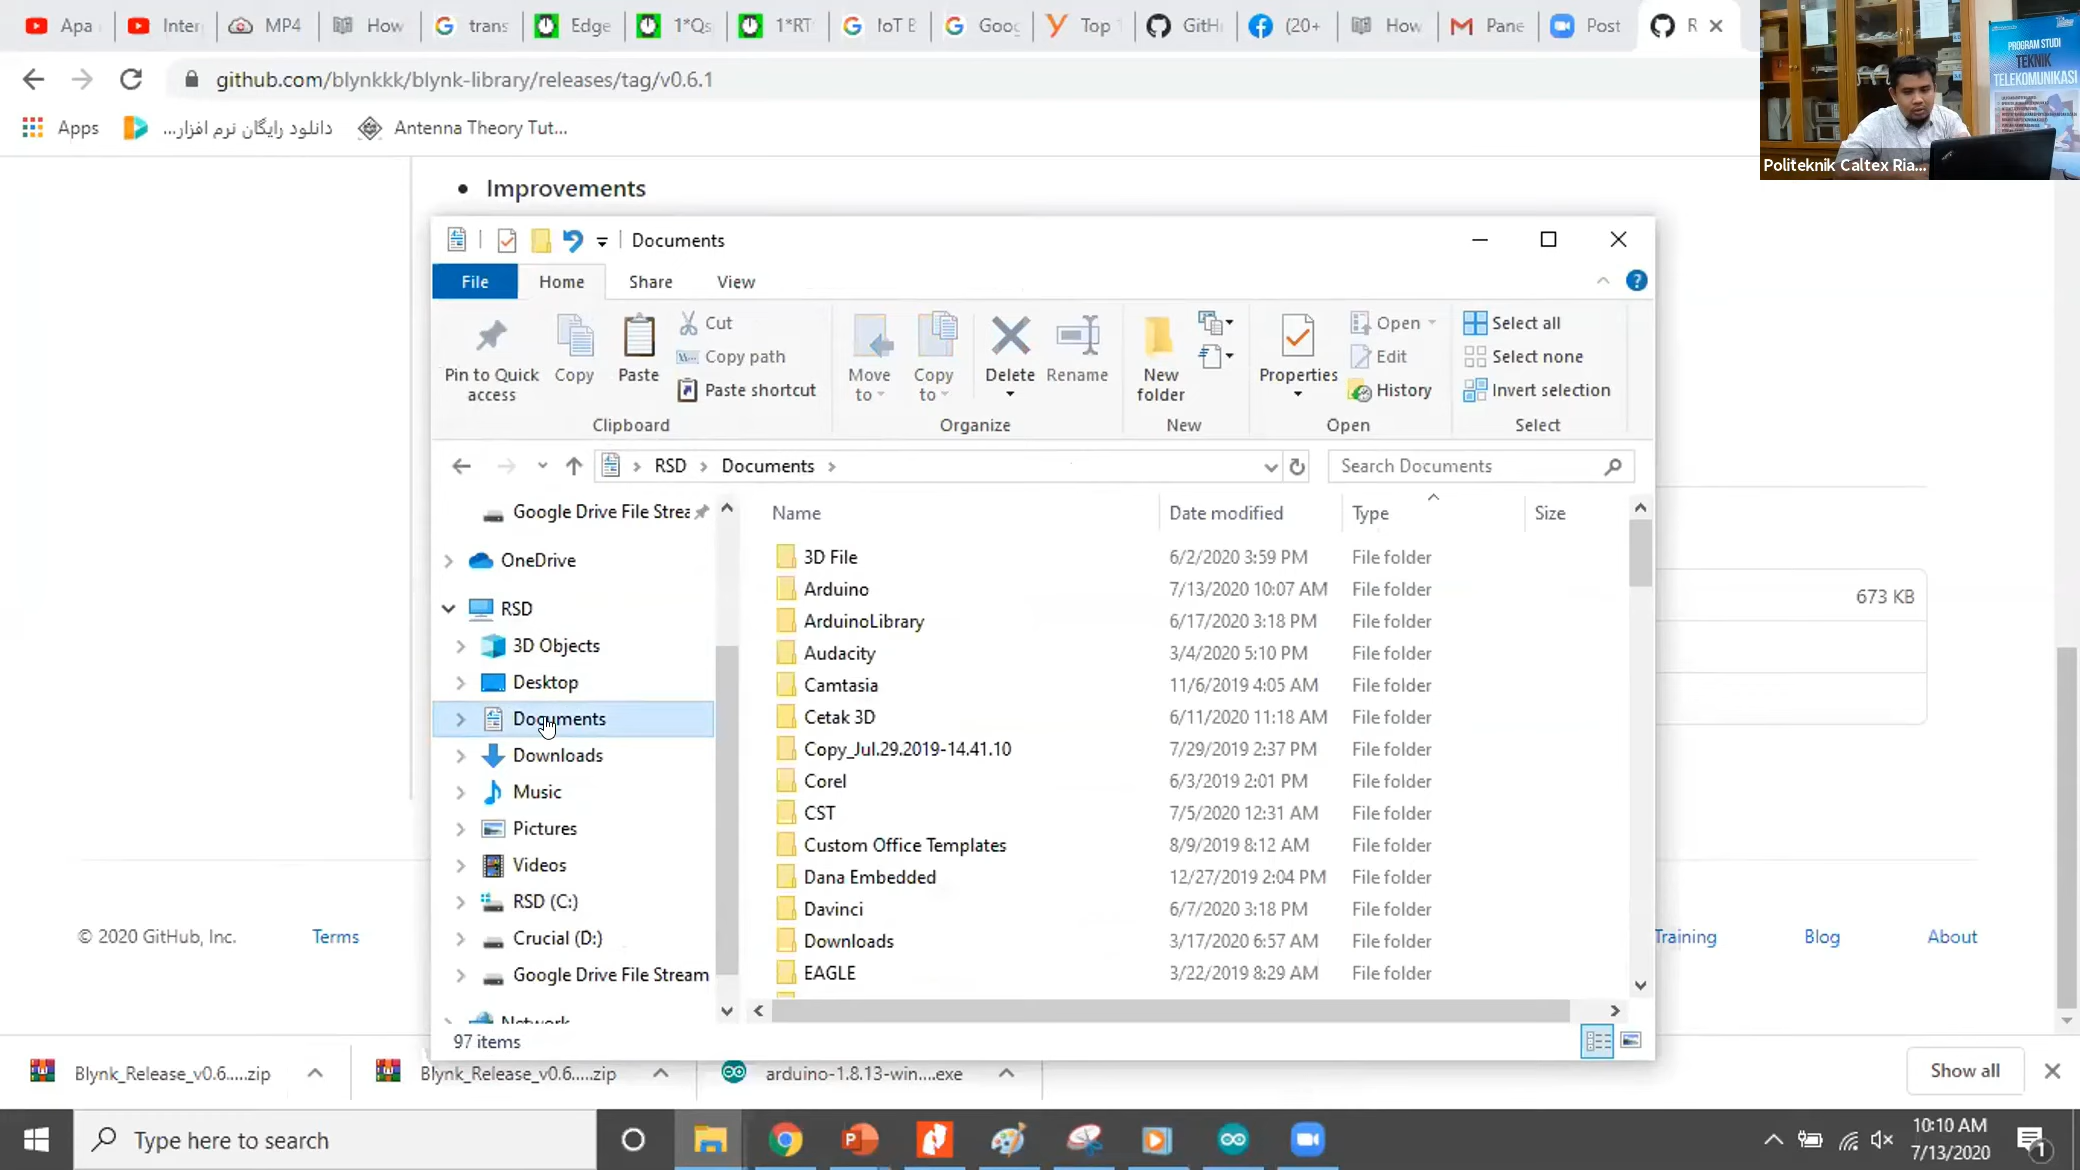 Apa
Inter
MP4
How
trans
Edge
1*Qs
1*RT
IoT B
Goog
Top
GitH
(20+
How
Pane
Post
R
github.com/blynkkk/blynk-library/releases/tag/v0.6.1
Apps
دانلود رایگان نرم افزار...
Antenna Theory Tut...
PROGRAM STUDI
TEKNIK
TELEKOMUNIKASI
Politeknik Caltex Ria...
Improvements
Documents
File
Home
Share
View
Pin to Quick access
Copy
Paste
Cut
Copy path
Paste shortcut
Move to
Copy to
Delete
Rename
New folder
Properties
Open
Edit
History
Select all
Select none
Invert selection
Clipboard
Organize
New
Open
Select
RSD
Documents
Search Documents
Google Drive File Strea
OneDrive
RSD
3D Objects
Desktop
Documents
Downloads
Music
Pictures
Videos
RSD (C:)
Crucial (D:)
Google Drive File Stream
Network
Name Date modified Type Size
3D File 6/2/2020 3:59 PM File folder
Arduino 7/13/2020 10:07 AM File folder
ArduinoLibrary 6/17/2020 3:18 PM File folder
Audacity 3/4/2020 5:10 PM File folder
Camtasia 11/6/2019 4:05 AM File folder
Cetak 3D 6/11/2020 11:18 AM File folder
Copy_Jul.29.2019-14.41.10 7/29/2019 2:37 PM File folder
Corel 6/3/2019 2:01 PM File folder
CST 7/5/2020 12:31 AM File folder
Custom Office Templates 8/9/2019 8:12 AM File folder
Dana Embedded 12/27/2019 2:04 PM File folder
Davinci 6/7/2020 3:18 PM File folder
Downloads 3/17/2020 6:57 AM File folder
EAGLE 3/22/2019 8:29 AM File folder
97 items
673 KB
© 2020 GitHub, Inc.
Terms
Training
Blog
About
Blynk_Release_v0.6.....zip
Blynk_Release_v0.6.....zip
arduino-1.8.13-win....exe
Show all
Type here to search
10:10 AM
7/13/2020
1